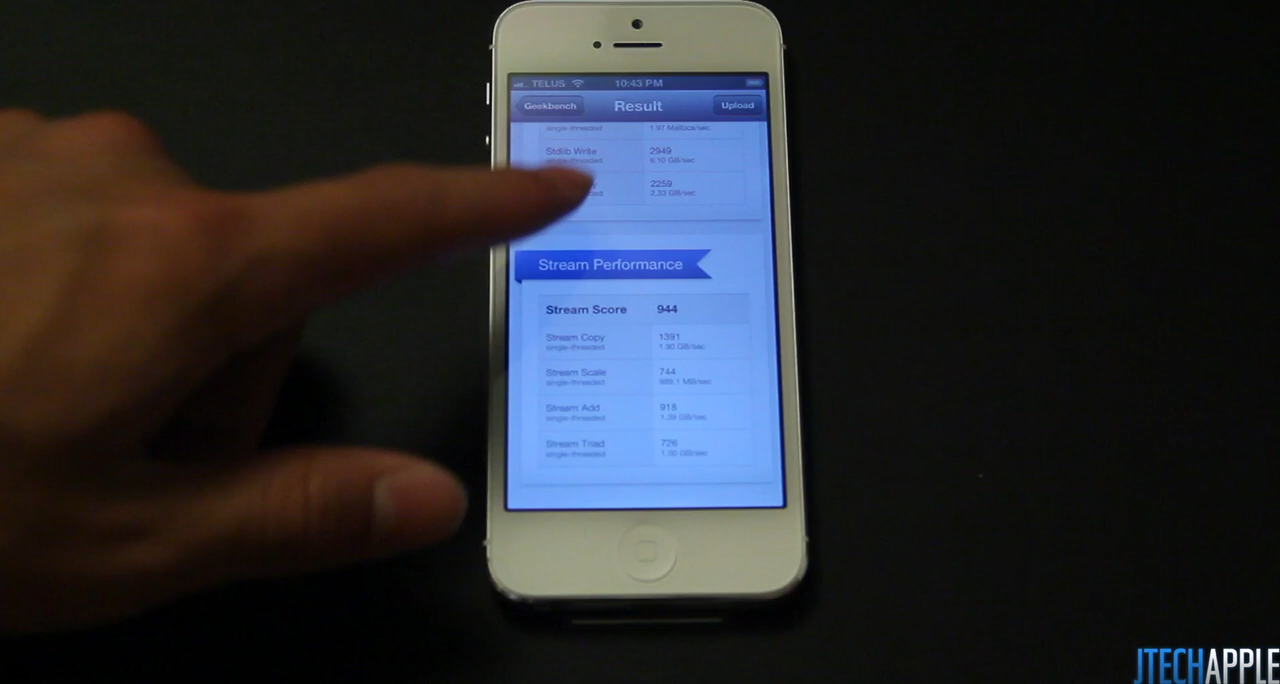 TELUS 10:43 PM
Geekbench Result Upload
single-threaded 1.97 Mallocs/sec
Stdlib Write 2949
single-threaded 6.10 GB/sec
2259
2.33 GB/sec
Stream Performance
Stream Score 944
Stream Copy 1391
single-threaded 1.90 GB/sec
Stream Scale 744
single-threaded 989.1 MB/sec
Stream Add 918
single-threaded 1.39 GB/sec
Stream Triad 726
single-threaded 1.00 GB/sec
JTECHAPPLE